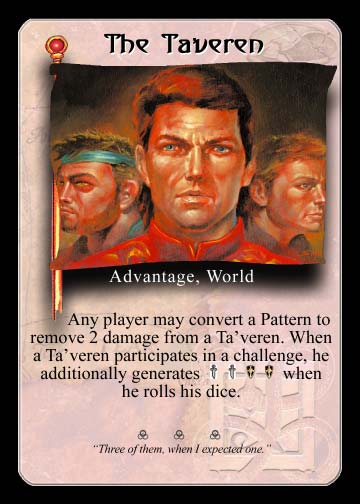 The Taveren
Advantage, World
Any player may convert a Pattern to
remove 2 damage from a Ta’veren. When
a Ta’veren participates in a challenge, he
additionally generates when
he rolls his dice.
“Three of them, when I expected one.”